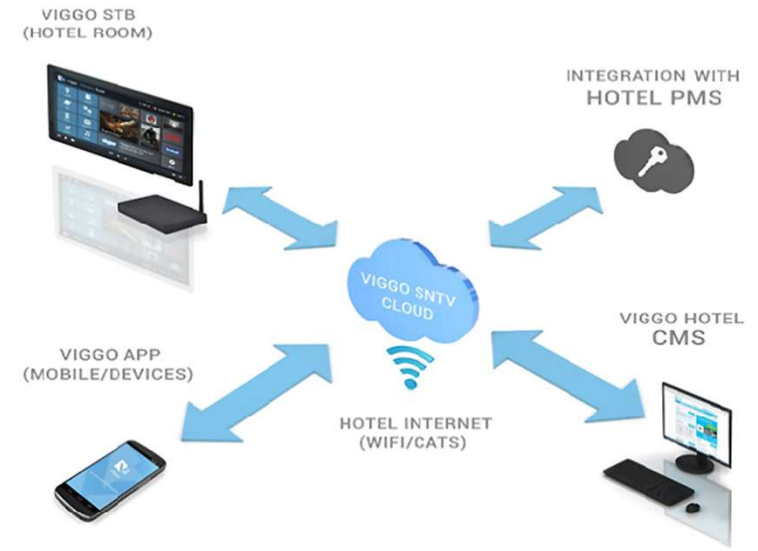 VIGGO STB
(HOTEL ROOM)
INTEGRATION WITH
HOTEL PMS
VIGGO SNTV
CLOUD
VIGGO HOTEL
CMS
VIGGO APP
(MOBILE/DEVICES)
HOTEL INTERNET
(WIFI/CATS)